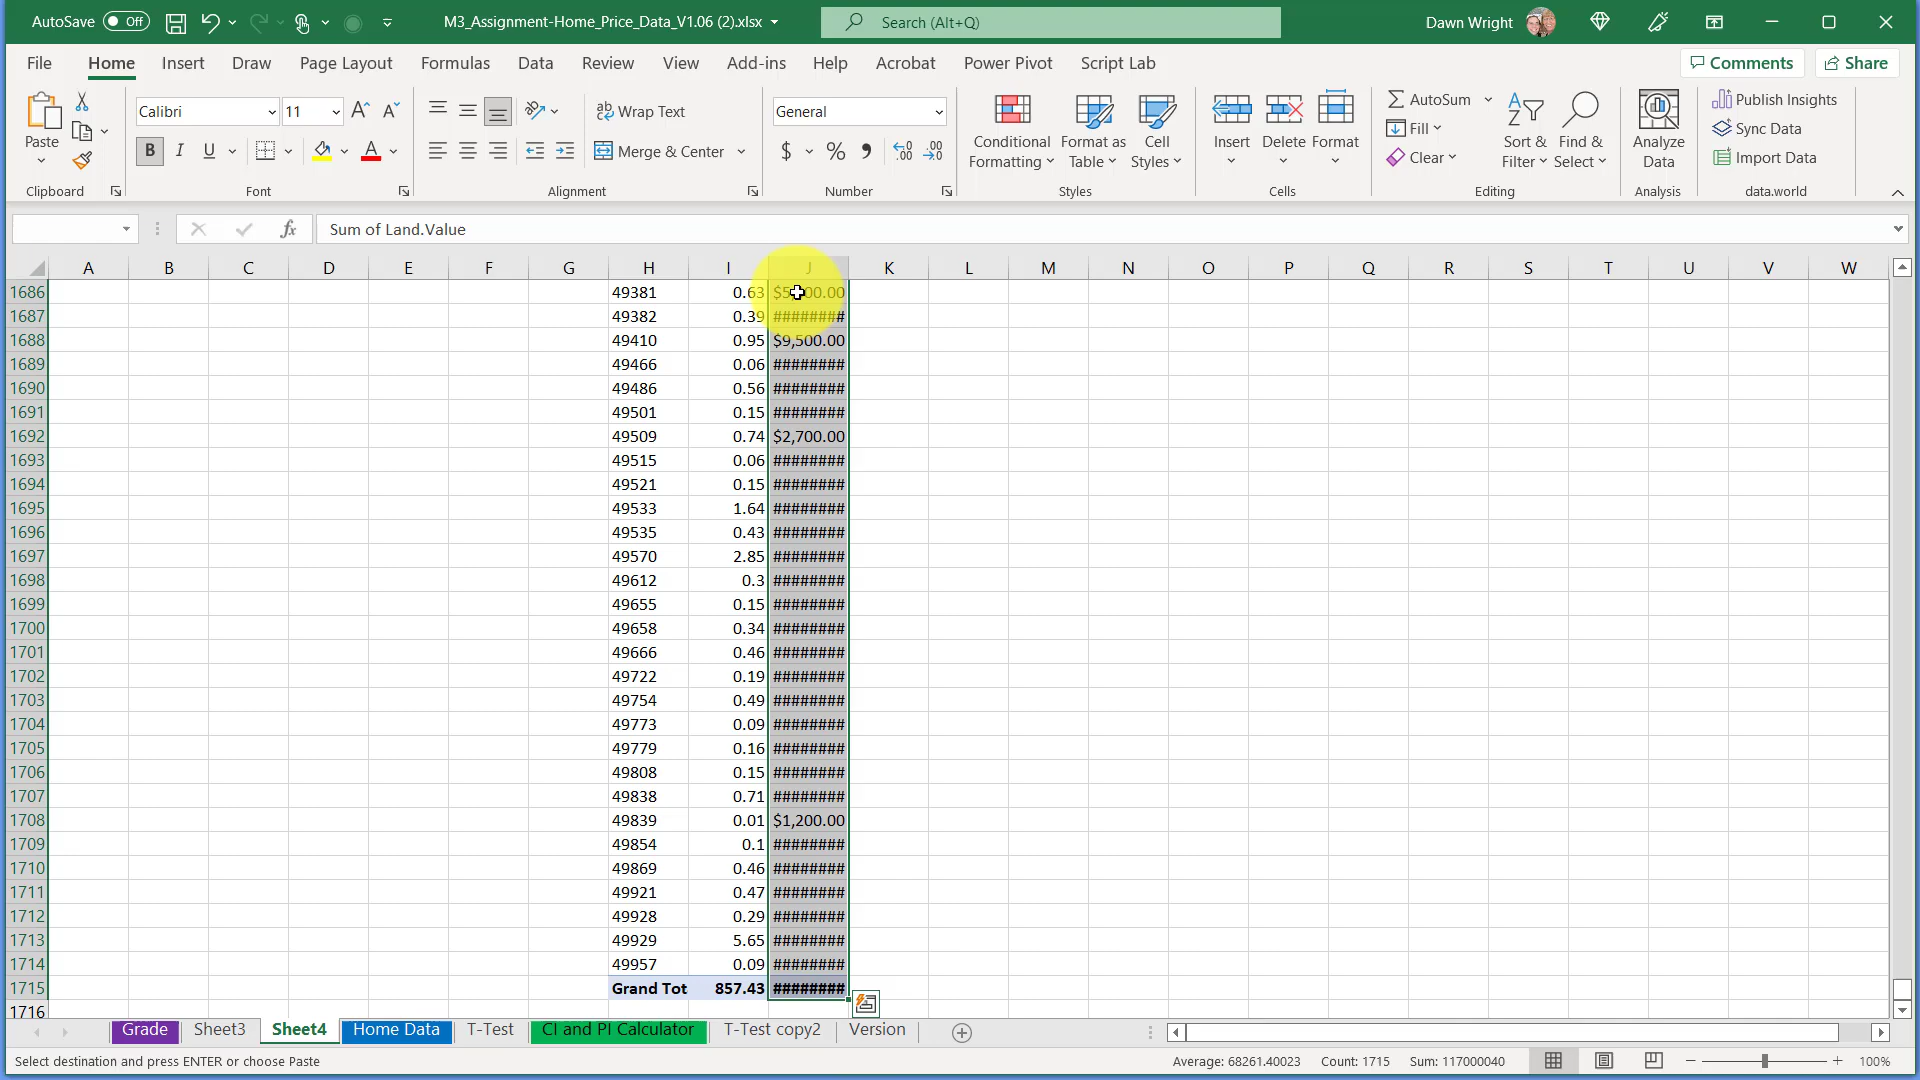 AutoSave Off M3_Assignment-Home_Price_Data_V1.06 (2).xlsx Search (Alt+Q) Dawn Wright
File Home Insert Draw Page Layout Formulas Data Review View Add-ins Help Acrobat Power Pivot Script Lab Comments Share
Paste
Clipboard
Calibri 11
B I U
Font
Wrap Text
Merge & Center
Alignment
General
$ %
Number
Conditional Formatting
Format as Table
Cell Styles
Styles
Insert Delete Format
Cells
AutoSum
Fill
Clear
Sort & Filter
Find & Select
Editing
Analyze Data
Analysis
Publish Insights
Sync Data
Import Data
data.world
fx Sum of Land.Value
A B C D E F G H I J K L M N O P Q R S T U V W
1686 49381 0.63
1687 49382 0.39 ########
1688 49410 0.95 $9,500.00
1689 49466 0.06 ########
1690 49486 0.56 ########
1691 49501 0.15 ########
1692 49509 0.74 $2,700.00
1693 49515 0.06 ########
1694 49521 0.15 ########
1695 49533 1.64 ########
1696 49535 0.43 ########
1697 49570 2.85 ########
1698 49612 0.3 ########
1699 49655 0.15 ########
1700 49658 0.34 ########
1701 49666 0.46 ########
1702 49722 0.19 ########
1703 49754 0.49 ########
1704 49773 0.09 ########
1705 49779 0.16 ########
1706 49808 0.15 ########
1707 49838 0.71 ########
1708 49839 0.01 $1,200.00
1709 49854 0.1 ########
1710 49869 0.46 ########
1711 49921 0.47 ########
1712 49928 0.29 ########
1713 49929 5.65 ########
1714 49957 0.09 ########
1715 Grand Tot 857.43 ########
1716
Grade Sheet3 Sheet4 Home Data T-Test CI and PI Calculator T-Test copy2 Version
Select destination and press ENTER or choose Paste Average: 68261.40023 Count: 1715 Sum: 117000040 100%